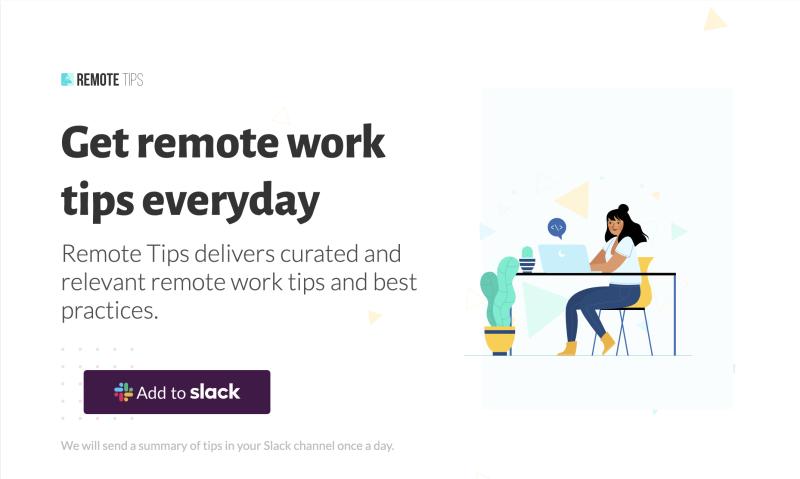 REMOTE TIPS
Get remote work
tips everyday
Remote Tips delivers curated and
relevant remote work tips and best
practices.
</>
Add to slack
We will send a summary of tips in your Slack channel once a day.